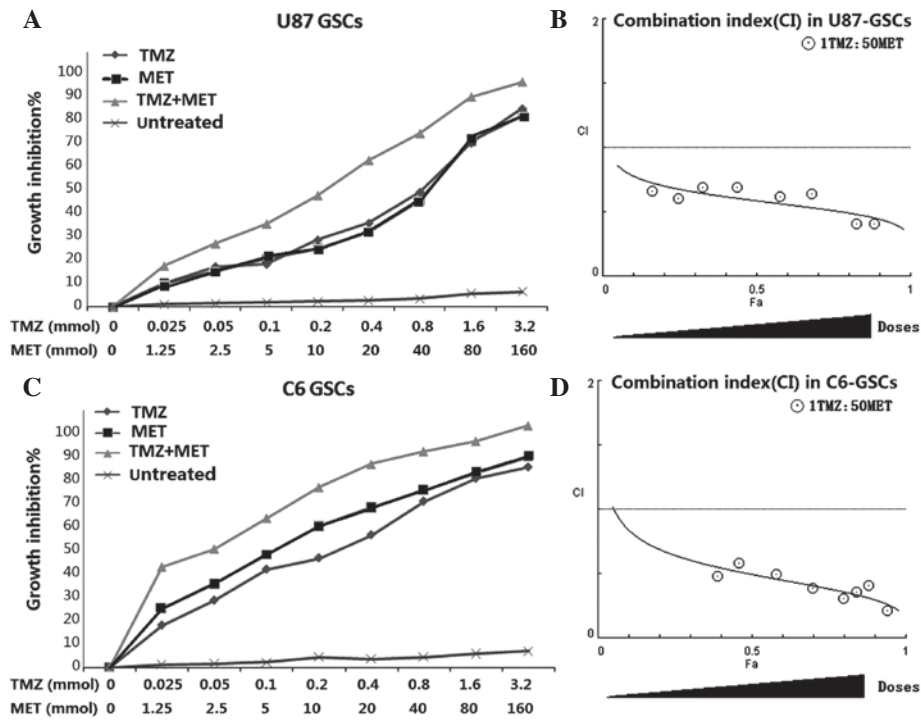 A
U87 GSCs
TMZ
MET
TMZ+MET
Untreated
Growth inhibition%
100
90
80
70
60
50
40
30
20
10
0
TMZ (mmol) 0 0.025 0.05 0.1 0.2 0.4 0.8 1.6 3.2
MET (mmol) 0 1.25 2.5 5 10 20 40 80 160
B
Combination index(CI) in U87-GSCs
1TMZ:50MET
2
CI
0
0 0.5 1
Fa
Doses
C
C6 GSCs
TMZ
MET
TMZ+MET
Untreated
Growth inhibition%
100
90
80
70
60
50
40
30
20
10
0
TMZ (mmol) 0 0.025 0.05 0.1 0.2 0.4 0.8 1.6 3.2
MET (mmol) 0 1.25 2.5 5 10 20 40 80 160
D
Combination index(CI) in C6-GSCs
1TMZ:50MET
2
CI
0
0 0.5 1
Fa
Doses